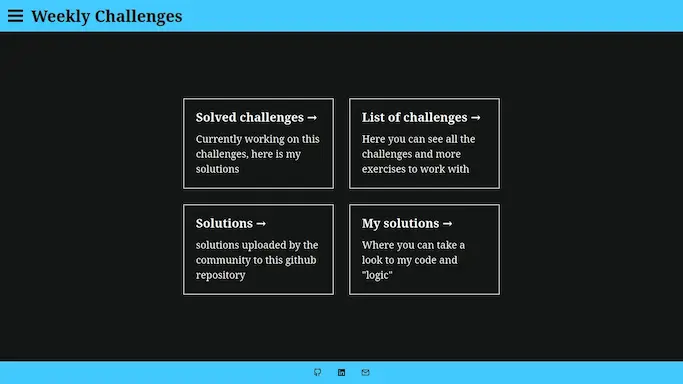 Weekly Challenges
Solved challenges →
Currently working on this
challenges, here is my
solutions
List of challenges →
Here you can see all the
challenges and more
exercises to work with
Solutions →
solutions uploaded by the
community to this github
repository
My solutions →
Where you can take a
look to my code and
"logic"